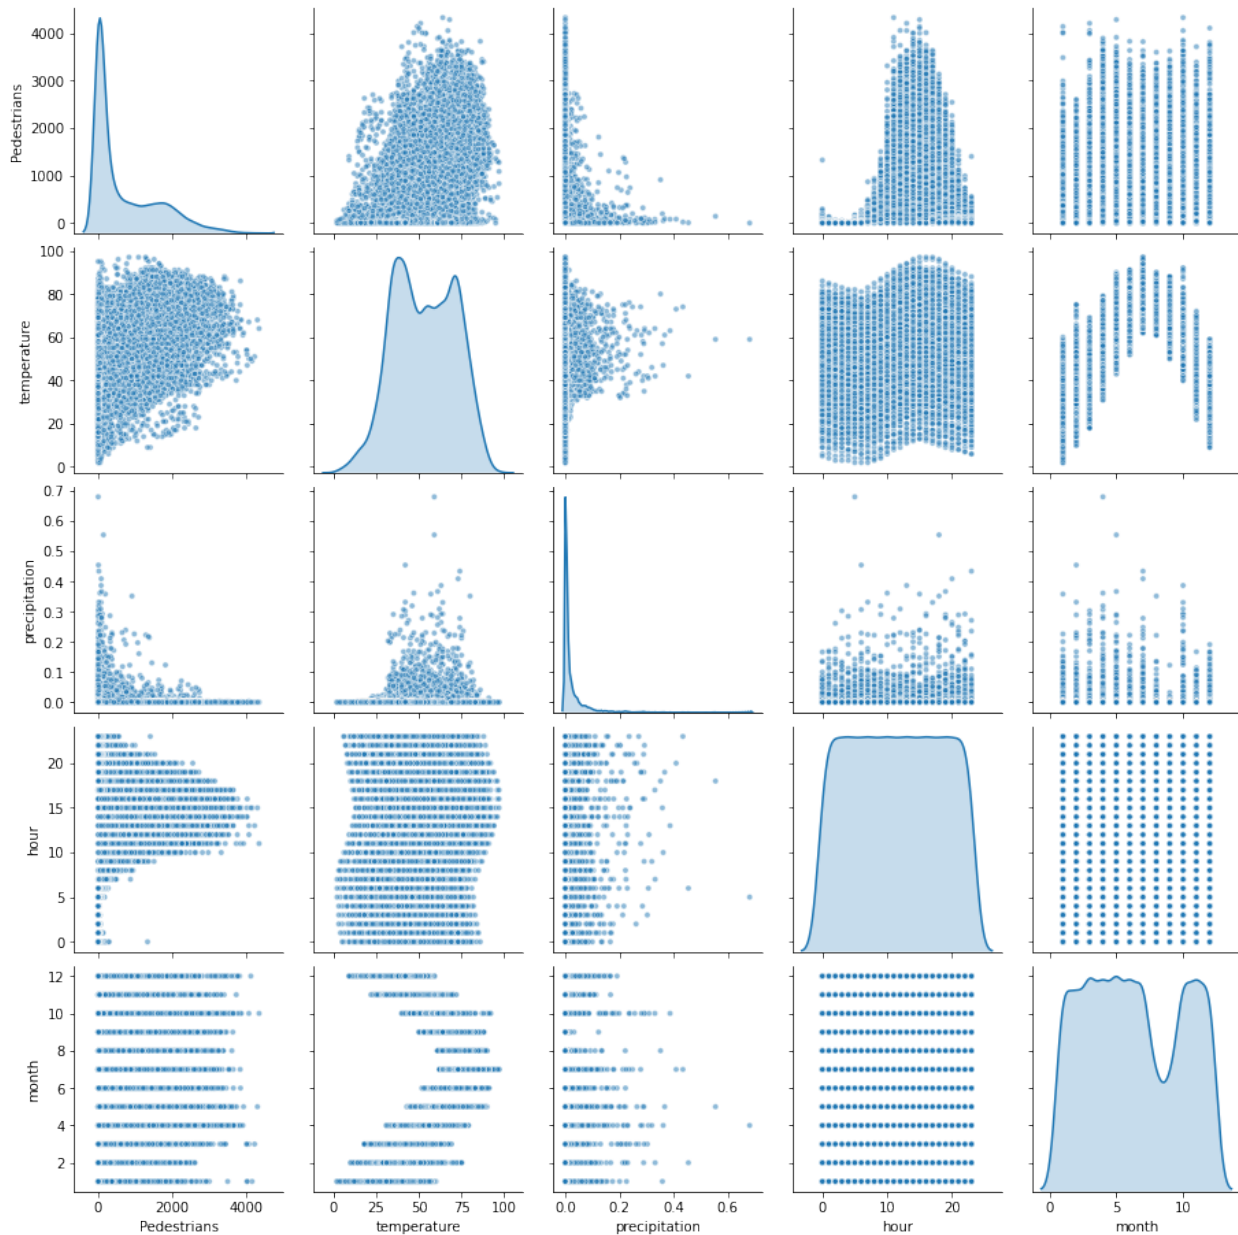 Pedestrians
4000
3000
2000
1000
0
temperature
100
80
60
40
20
0
precipitation
0.7
0.6
0.5
0.4
0.3
0.2
0.1
0.0
hour
20
15
10
5
0
month
12
10
8
6
4
2
0 2000 4000
0 25 50 75 100
0.0 0.2 0.4 0.6
0 10 20
0 5 10
Pedestrians temperature precipitation hour month